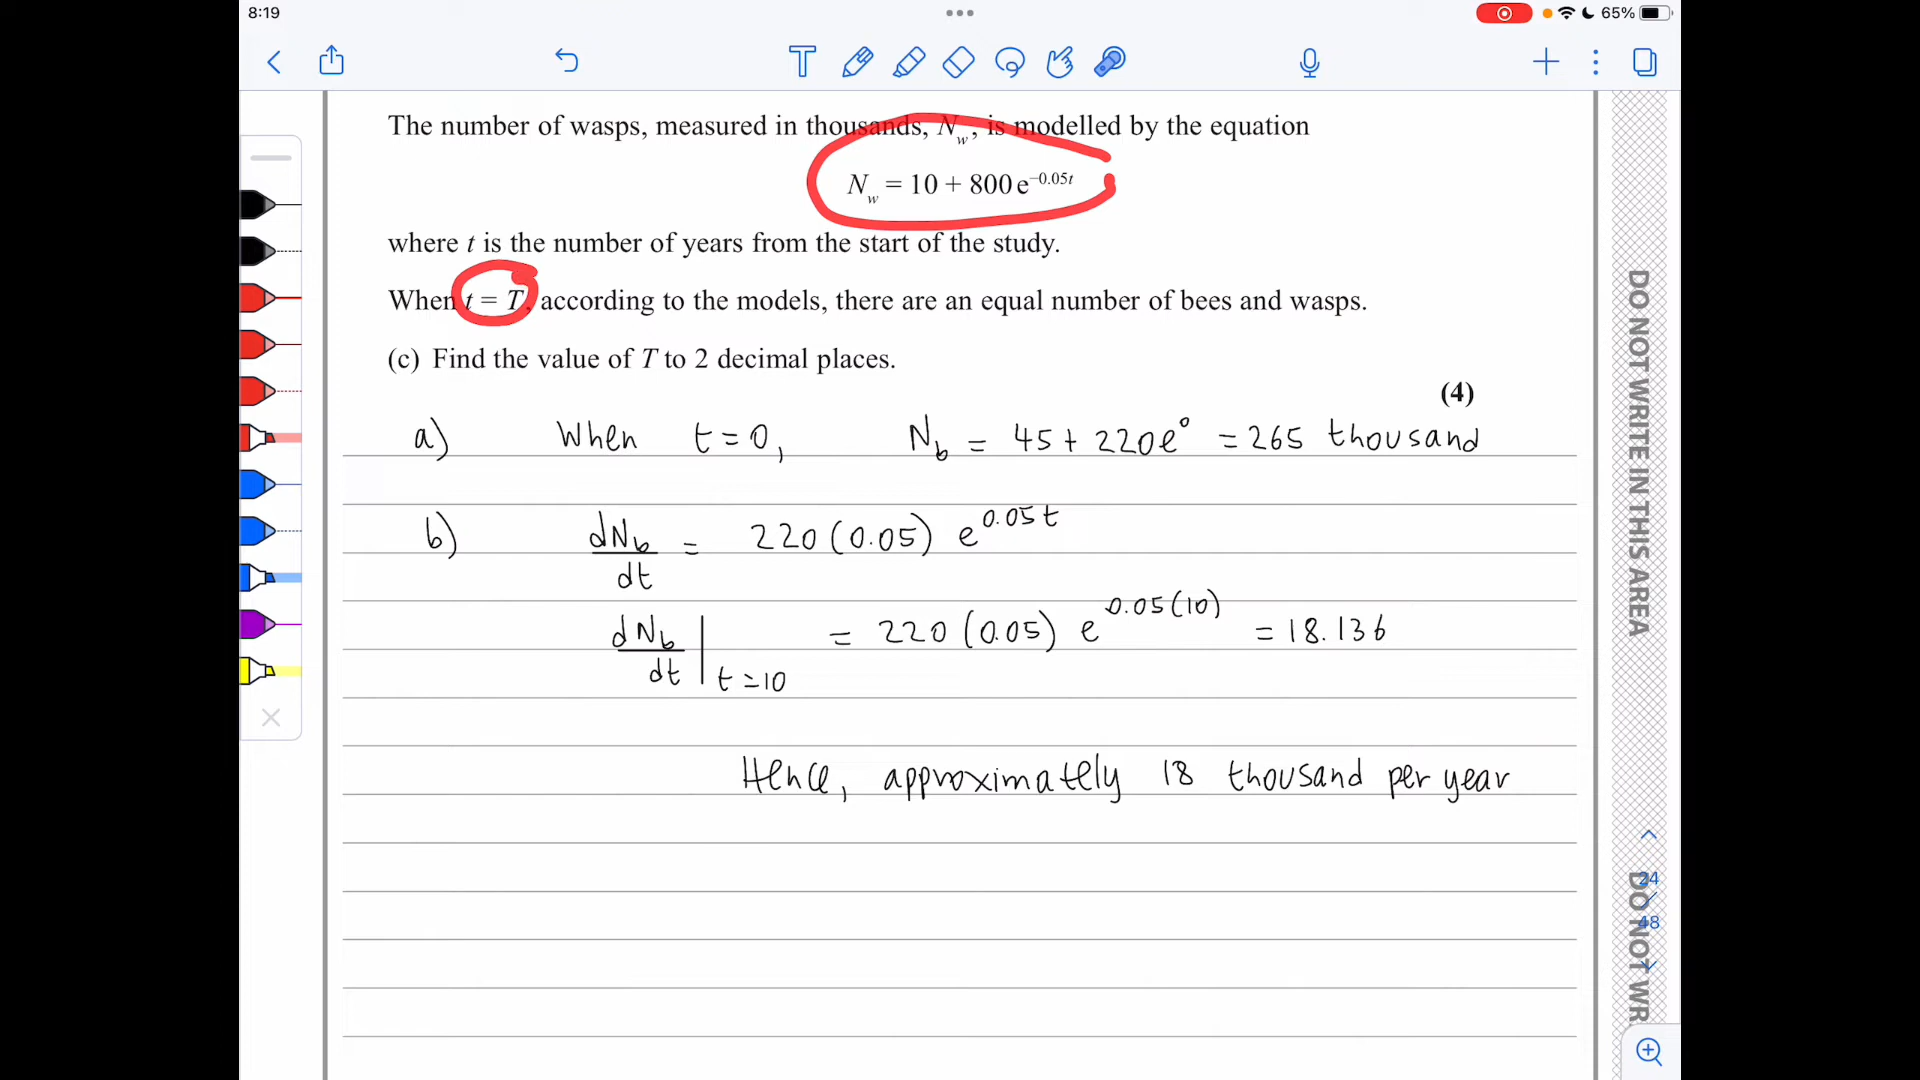 8:19
65%
The number of wasps, measured in thousands, N_w, is modelled by the equation
N_w = 10 + 800e^{-0.05t}
where t is the number of years from the start of the study.
When t = T, according to the models, there are an equal number of bees and wasps.
(c) Find the value of T to 2 decimal places.
(4)
a) When t = 0, N_b = 45 + 220e^0 = 265 thousand
b) dN_b/dt = 220(0.05) e^{0.05t}
dN_b/dt |_{t=10} = 220(0.05) e^{0.05(10)} = 18.136
Hence, approximately 18 thousand per year
DO NOT WRITE IN THIS AREA
DO NOT WR
24
48